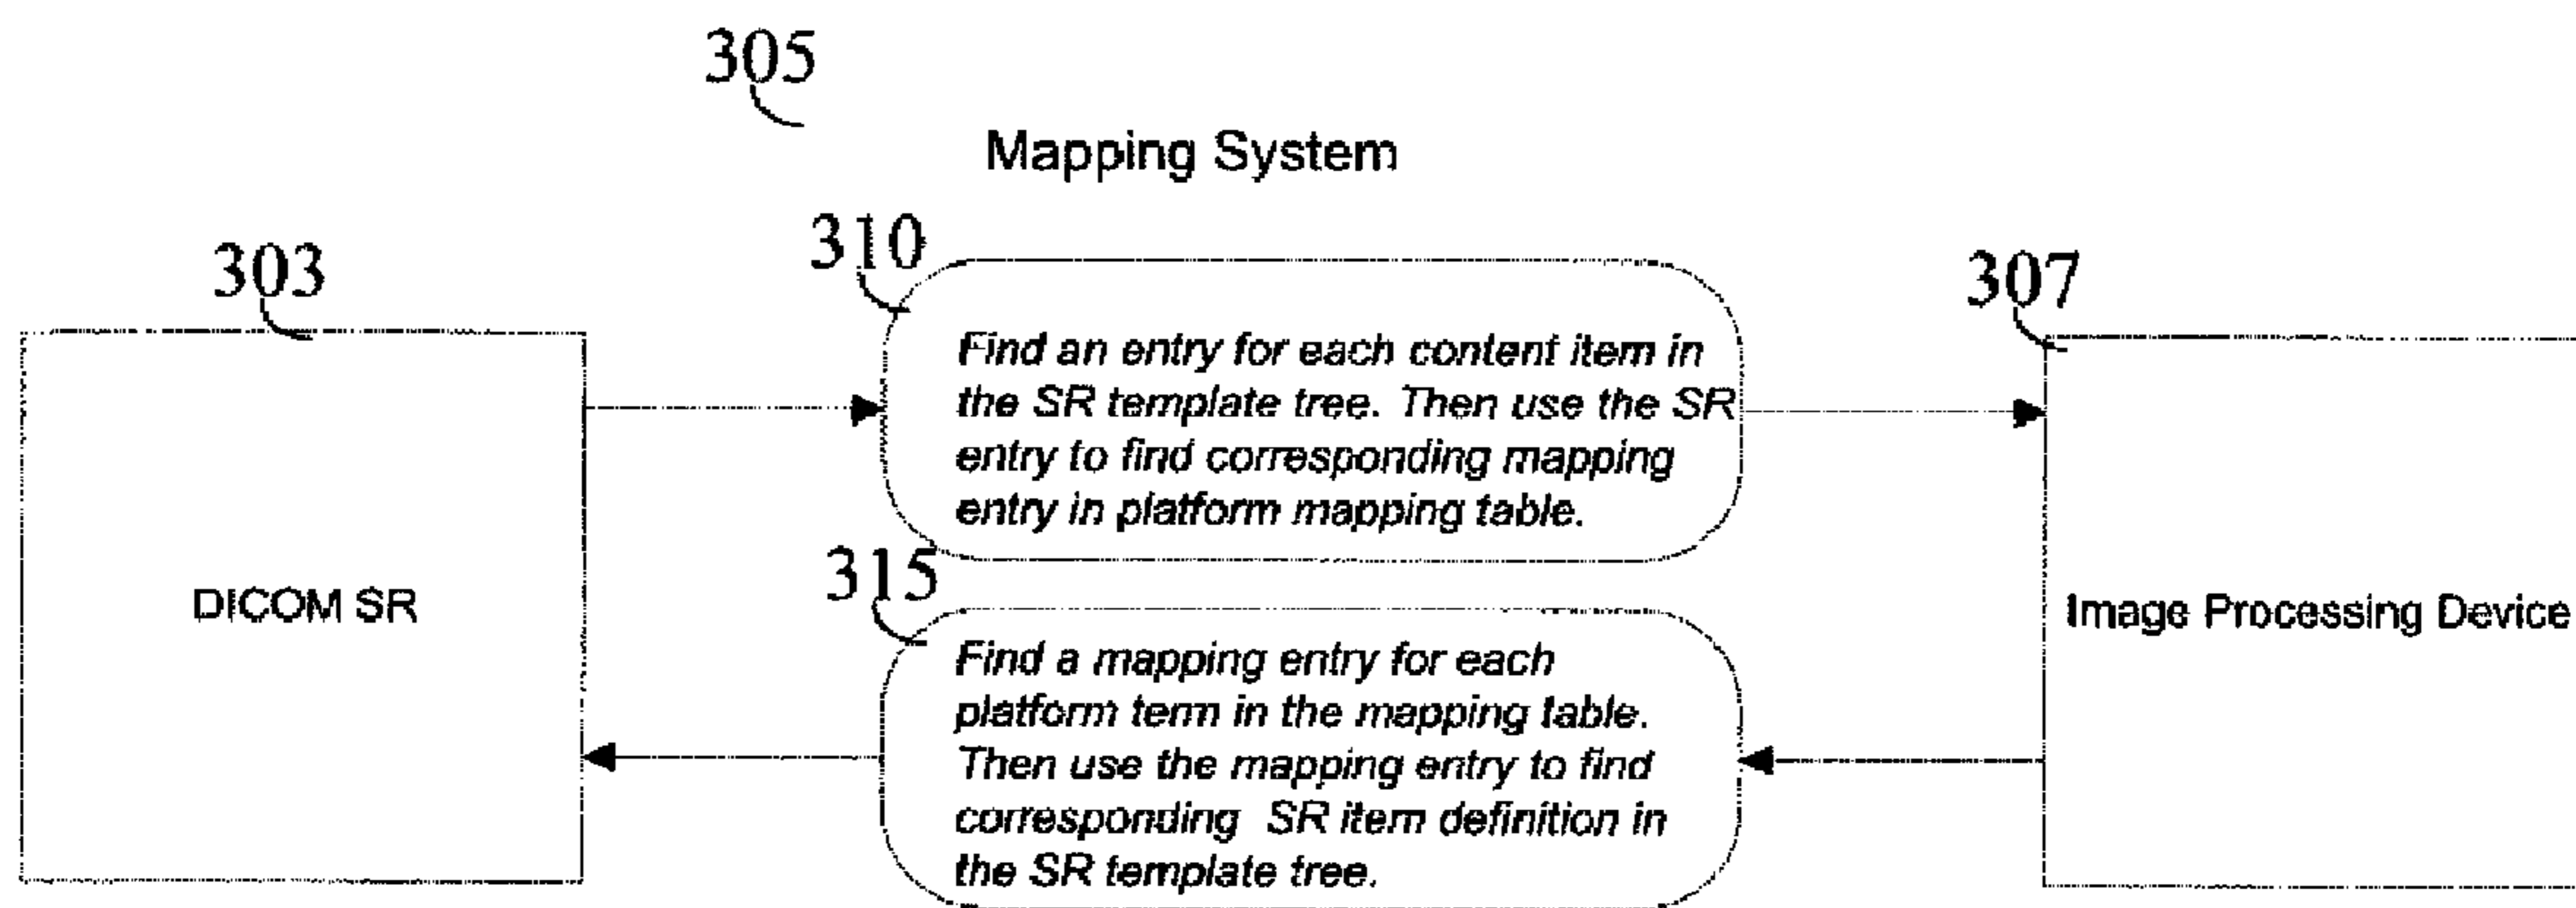 305
Mapping System
303
310
307
Find an entry for each content item in
the SR template tree. Then use the SR
entry to find corresponding mapping
entry in platform mapping table.
315
DICOM SR
Image Processing Device
Find a mapping entry for each
platform term in the mapping table.
Then use the mapping entry to find
corresponding SR item definition in
the SR template tree.